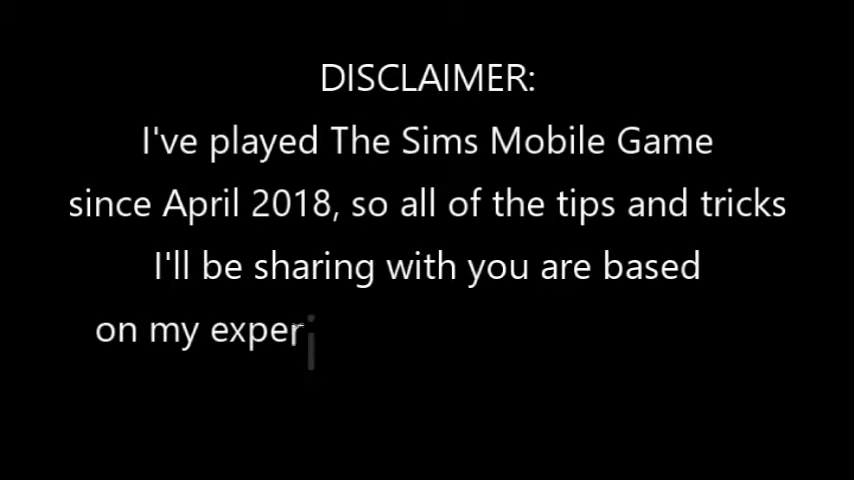 DISCLAIMER:
I've played The Sims Mobile Game
since April 2018, so all of the tips and tricks
I'll be sharing with you are based
on my experi